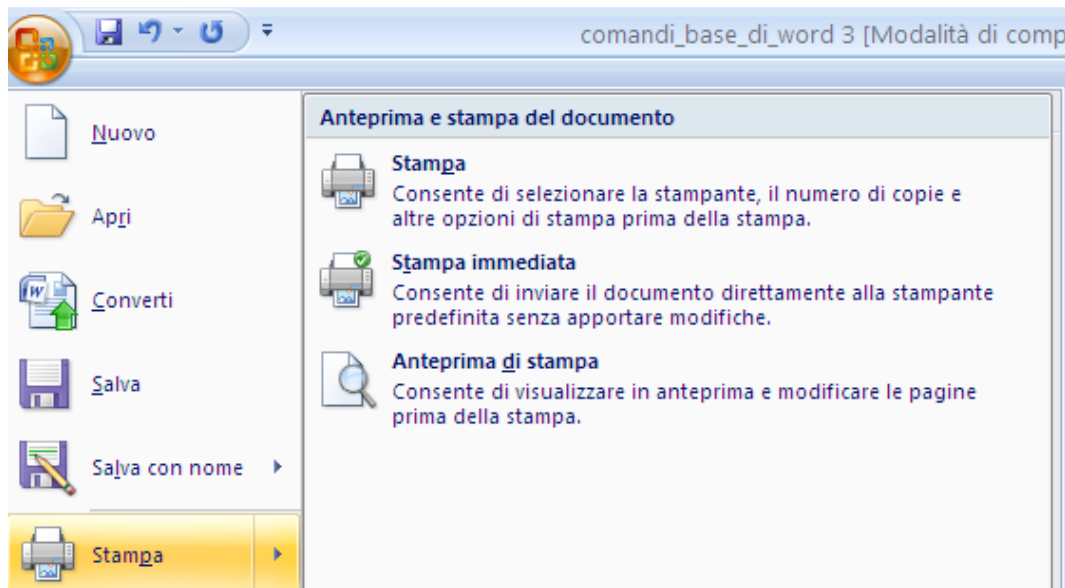 comandi_base_di_word 3 [Modalità di comp
Nuovo
Apri
Converti
Salva
Salva con nome
Stampa
Anteprima e stampa del documento
Stampa
Consente di selezionare la stampante, il numero di copie e
altre opzioni di stampa prima della stampa.
Stampa immediata
Consente di inviare il documento direttamente alla stampante
predefinita senza apportare modifiche.
Anteprima di stampa
Consente di visualizzare in anteprima e modificare le pagine
prima della stampa.